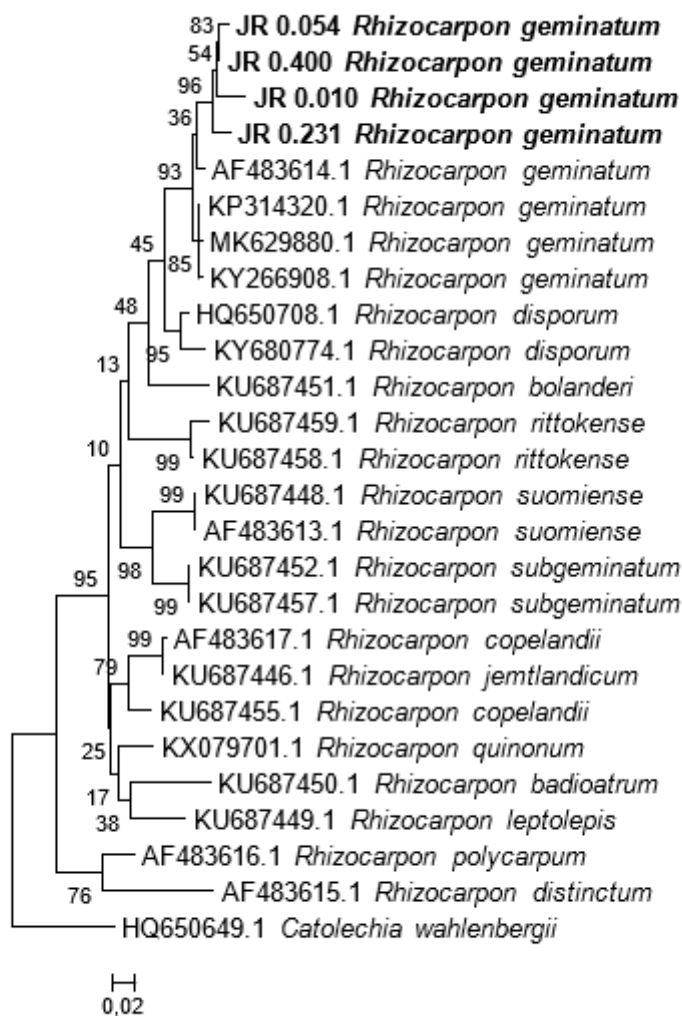 83 JR 0.054 Rhizocarpon geminatum
54
JR 0.400 Rhizocarpon geminatum
96
JR 0.010 Rhizocarpon geminatum
36
JR 0.231 Rhizocarpon geminatum
93 AF483614.1 Rhizocarpon geminatum
KP314320.1 Rhizocarpon geminatum
45 MK629880.1 Rhizocarpon geminatum
85 KY266908.1 Rhizocarpon geminatum
48 HQ650708.1 Rhizocarpon disporum
95 KY680774.1 Rhizocarpon disporum
13
KU687451.1 Rhizocarpon bolanderi
KU687459.1 Rhizocarpon rittokense
10
99 KU687458.1 Rhizocarpon rittokense
99 KU687448.1 Rhizocarpon suomiense
AF483613.1 Rhizocarpon suomiense
95 98 KU687452.1 Rhizocarpon subgeminatum
99 KU687457.1 Rhizocarpon subgeminatum
99 AF483617.1 Rhizocarpon copelandii
79 KU687446.1 Rhizocarpon jemtlandicum
KU687455.1 Rhizocarpon copelandii
25 KX079701.1 Rhizocarpon quinonum
KU687450.1 Rhizocarpon badioatrum
17
38 KU687449.1 Rhizocarpon leptolepis
AF483616.1 Rhizocarpon polycarpum
76 AF483615.1 Rhizocarpon distinctum
HQ650649.1 Catolechia wahlenbergii
0,02